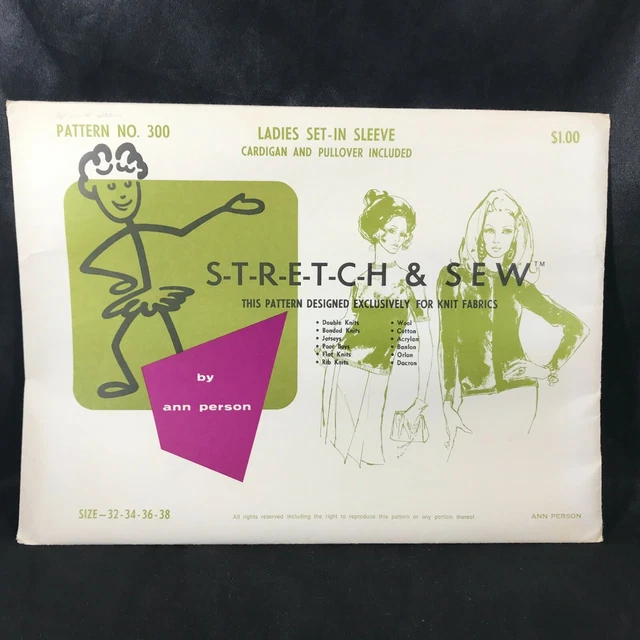 PATTERN NO. 300
LADIES SET-IN SLEEVE
$1.00
CARDIGAN AND PULLOVER INCLUDED
S-T-R-E-T-C-H & SEW™
THIS PATTERN DESIGNED EXCLUSIVELY FOR KNIT FABRICS
• Double Knits
• Bonded Knits
• Jerseys
• Poor Boys
• Flat Knits
• Rib Knits
• Wool
• Cotton
• Acrylan
• Banlon
• Orlon
• Dacron
by
ann person
SIZE—32-34-36-38
All rights reserved including the right to reproduce this pattern or any portion thereof.
ANN PERSON